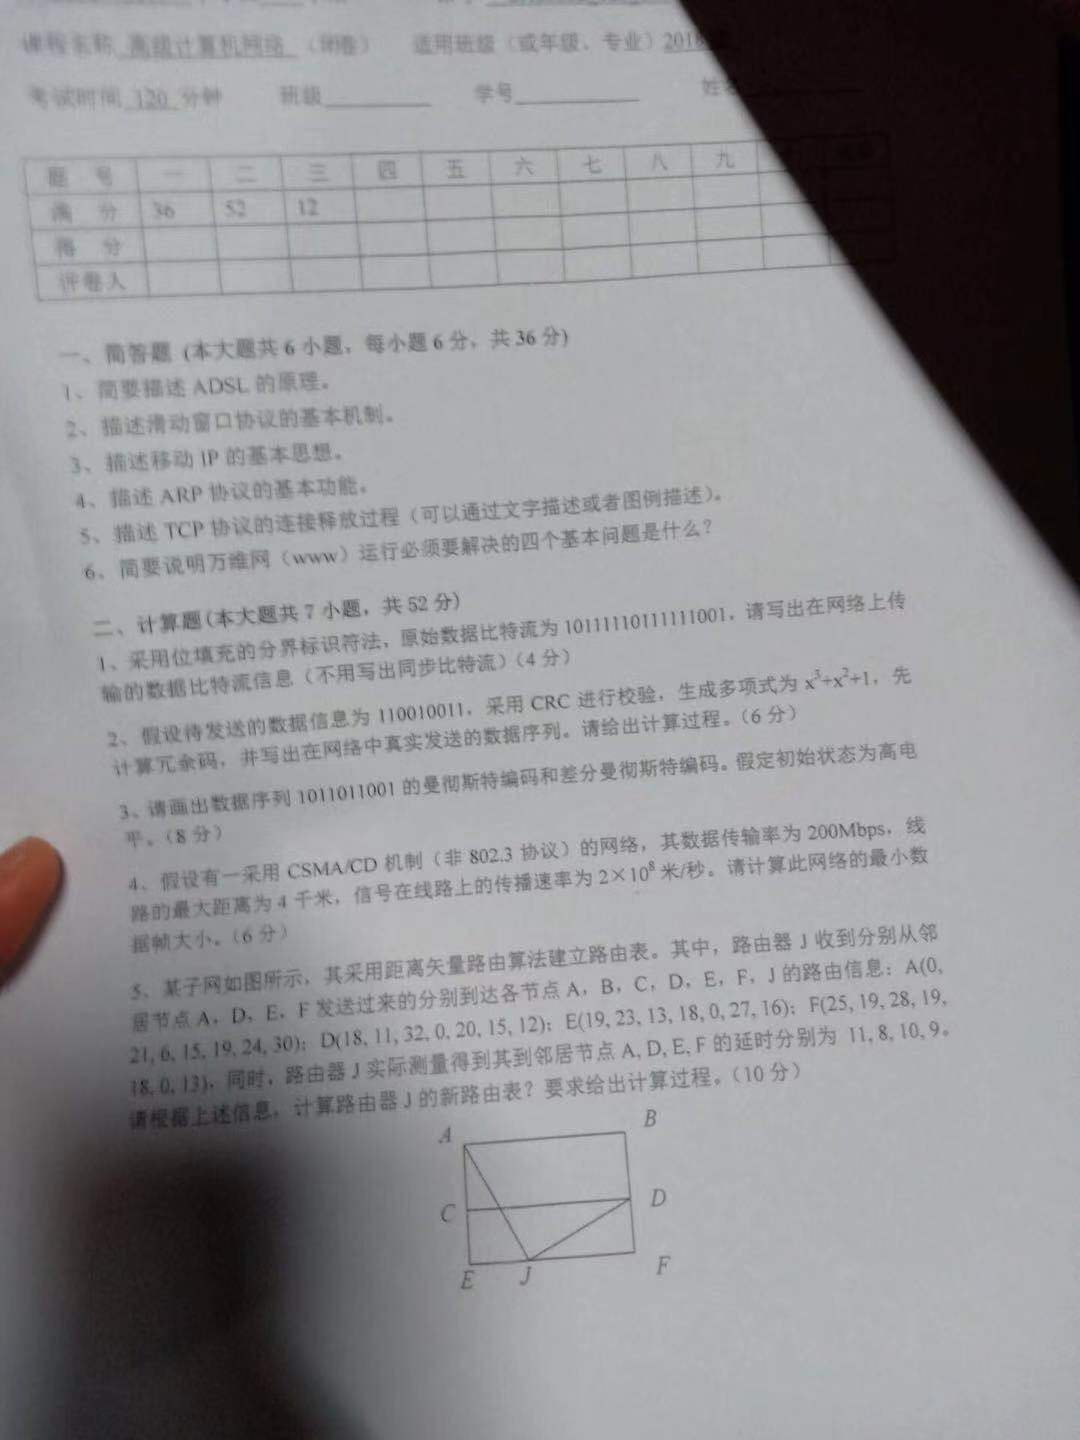 课程名称 高级计算机网络 （闭卷） 适用班级（或年级、专业）2018
考试时间 120 分钟 班级 学号 姓名
题 号 一 二 三 四 五 六 七 八 九
满 分 36 52 12
得 分
评卷人
一、简答题 (本大题共 6 小题，每小题 6 分，共 36 分)
1、简要描述 ADSL 的原理。
2、描述滑动窗口协议的基本机制。
3、描述移动 IP 的基本思想。
4、描述 ARP 协议的基本功能。
5、描述 TCP 协议的连接释放过程（可以通过文字描述或者图例描述）。
6、简要说明万维网（www）运行必须要解决的四个基本问题是什么？
二、计算题(本大题共 7 小题，共 52 分)
1、采用位填充的分界标识符法，原始数据比特流为 10111110111111001，请写出在网络上传
输的数据比特流信息（不用写出同步比特流）（4 分）
2、假设待发送的数据信息为 110010011，采用 CRC 进行校验，生成多项式为 x³+x²+1，先
计算冗余码，并写出在网络中真实发送的数据序列。请给出计算过程。（6 分）
3、请画出数据序列 1011011001 的曼彻斯特编码和差分曼彻斯特编码。假定初始状态为高电
平。（8 分）
4、假设有一采用 CSMA/CD 机制（非 802.3 协议）的网络，其数据传输率为 200Mbps，线
路的最大距离为 4 千米，信号在线路上的传播速率为 2×10⁸ 米/秒。请计算此网络的最小数
据帧大小。（6 分）
5、某子网如图所示，其采用距离矢量路由算法建立路由表。其中，路由器 J 收到分别从邻
居节点 A，D，E，F 发送过来的分别到达各节点 A，B，C，D，E，F，J 的路由信息：A(0,
21, 6, 15, 19, 24, 30)；D(18, 11, 32, 0, 20, 15, 12)；E(19, 23, 13, 18, 0, 27, 16)；F(25, 19, 28, 19,
18, 0, 13)，同时，路由器 J 实际测量得到其到邻居节点 A, D, E, F 的延时分别为 11, 8, 10, 9。
请根据上述信息，计算路由器 J 的新路由表？要求给出计算过程。（10 分）
A B
C D
E J F